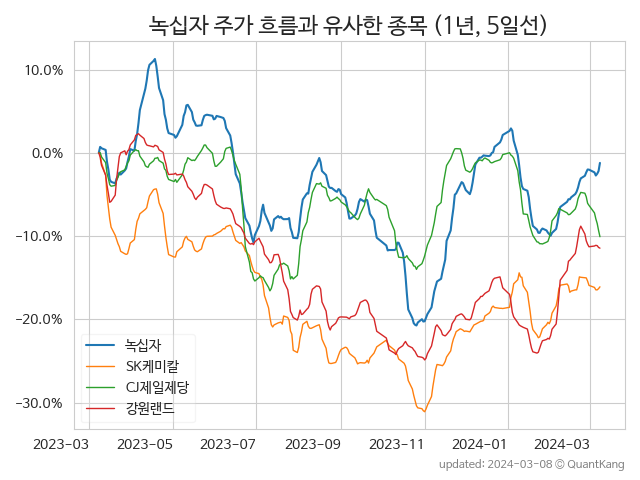 녹십자 주가 흐름과 유사한 종목 (1년, 5일선)
10.0%
0.0%
−10.0%
−20.0%
−30.0%
녹십자
SK케미칼
CJ제일제당
강원랜드
2023-03 2023-05 2023-07 2023-09 2023-11 2024-01 2024-03
updated: 2024-03-08 © QuantKang